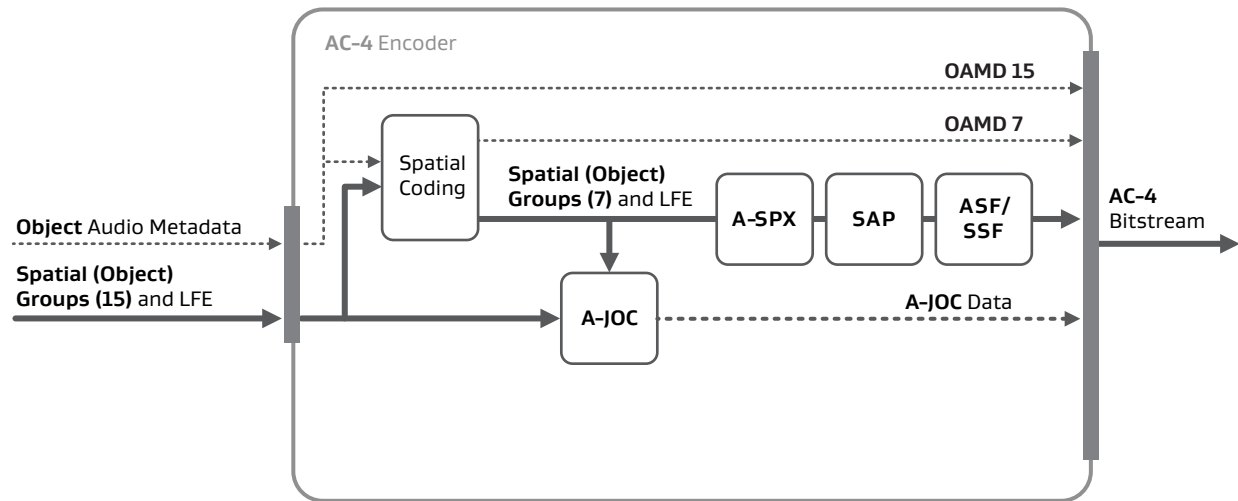 AC-4 Encoder
OAMD 15
OAMD 7
Spatial
Coding
Spatial (Object)
Groups (7) and LFE
A-SPX
SAP
ASF/
SSF
AC-4
Bitstream
Object Audio Metadata
Spatial (Object)
Groups (15) and LFE
A-JOC
A-JOC Data